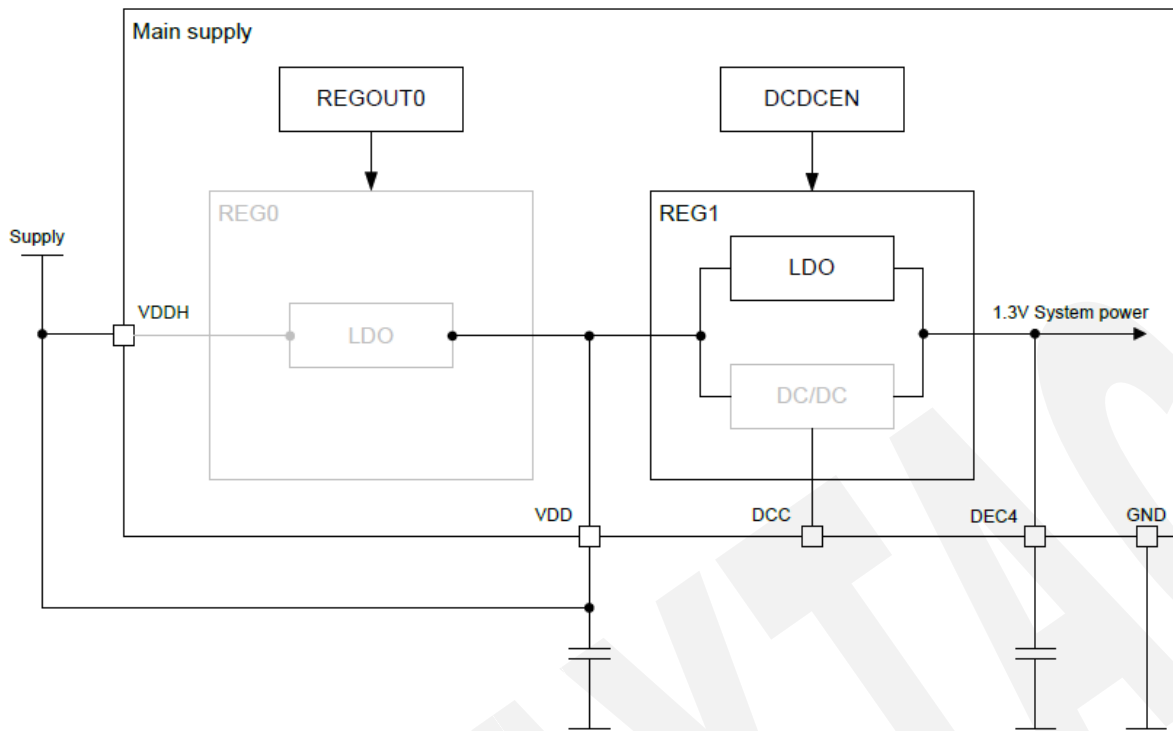 Main supply
REGOUT0
DCDCEN
REG0
REG1
Supply
LDO
VDDH
LDO
1.3V System power
DC/DC
VDD
DCC
DEC4
GND